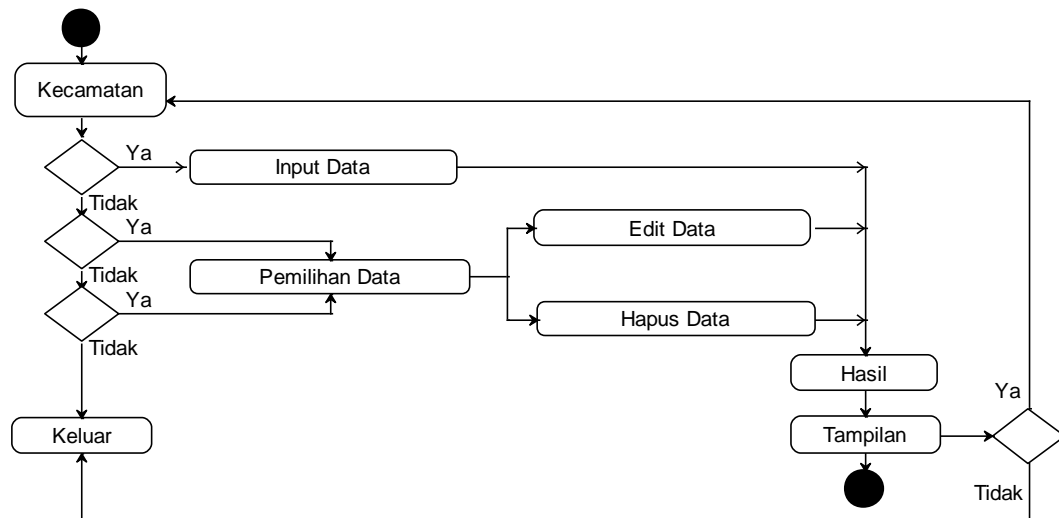 Kecamatan
Ya
Input Data
Tidak
Ya
Edit Data
Pemilihan Data
Tidak
Ya
Hapus Data
Tidak
Hasil
Ya
Keluar
Tampilan
Tidak